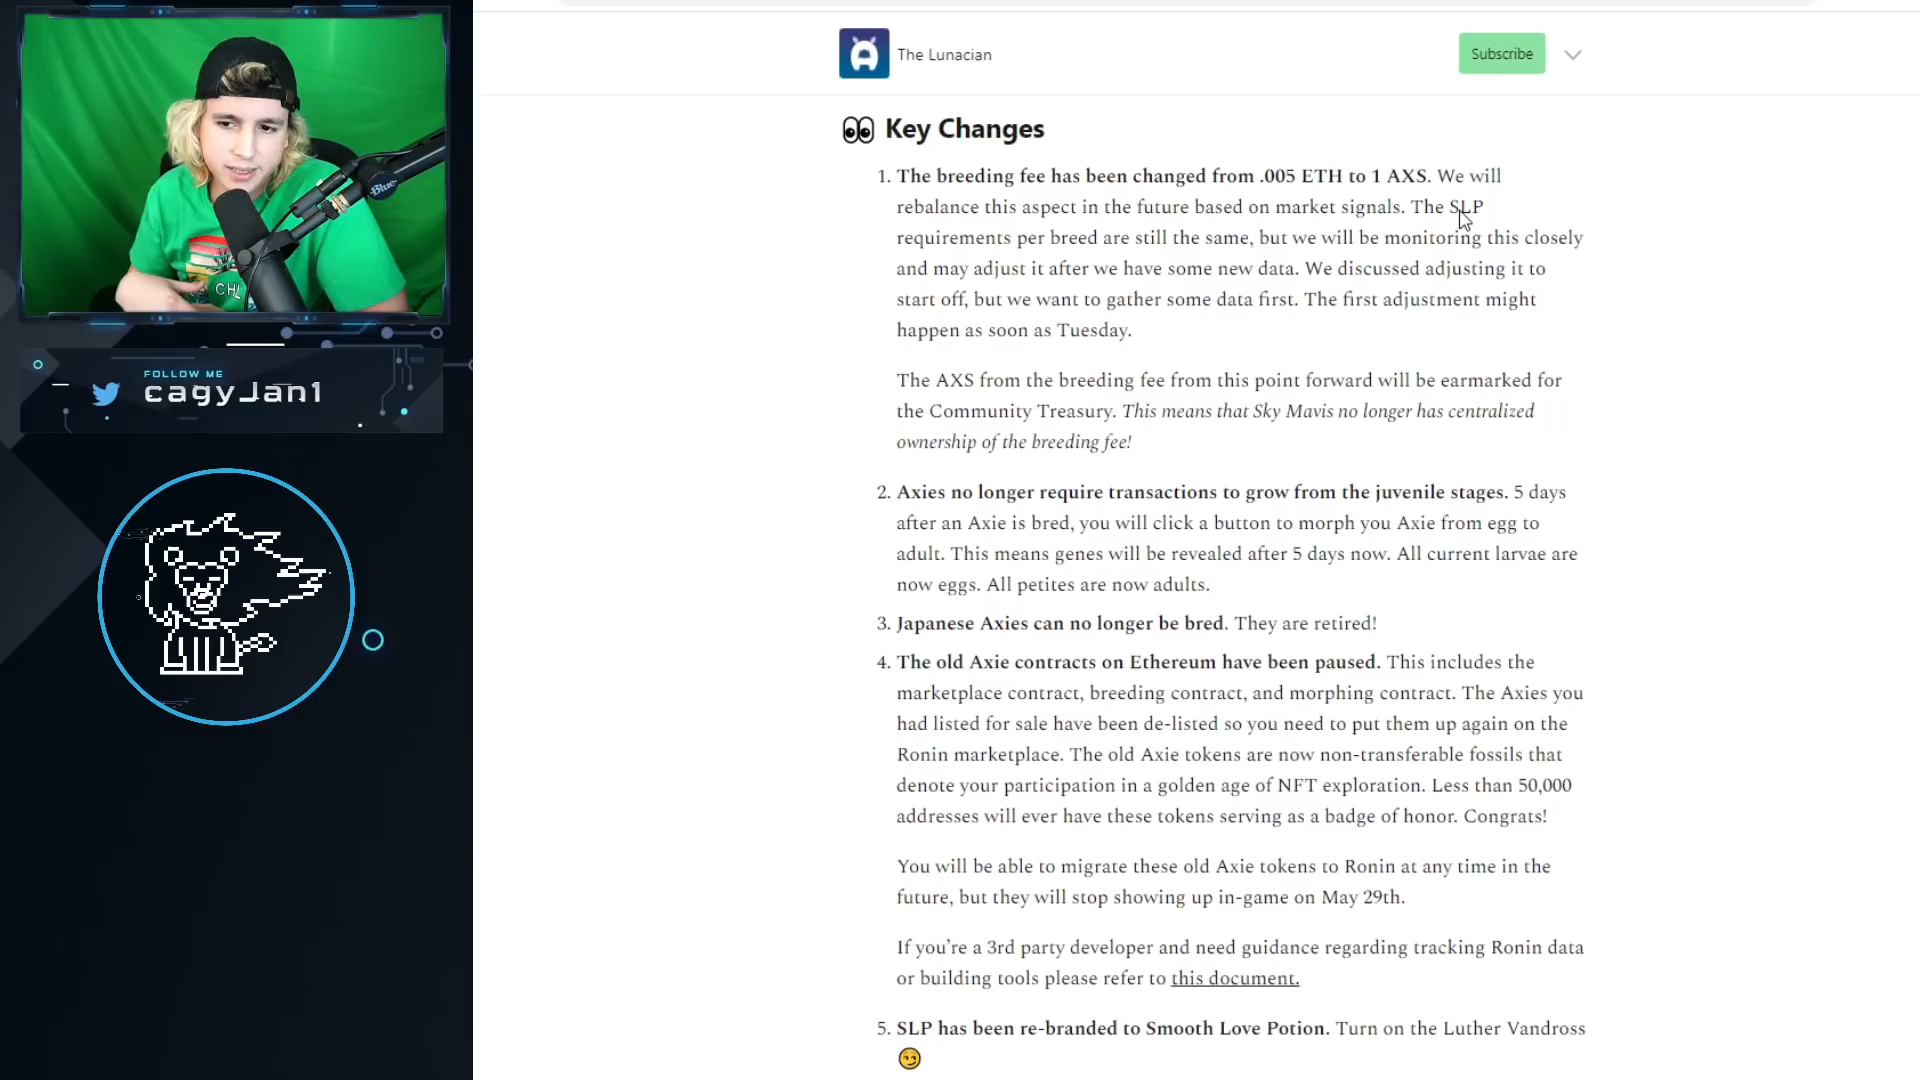 The Lunacian
Subscribe
Key Changes
1. The breeding fee has been changed from .005 ETH to 1 AXS. We will
rebalance this aspect in the future based on market signals. The SLP
requirements per breed are still the same, but we will be monitoring this closely
and may adjust it after we have some new data. We discussed adjusting it to
start off, but we want to gather some data first. The first adjustment might
happen as soon as Tuesday.
The AXS from the breeding fee from this point forward will be earmarked for
the Community Treasury. This means that Sky Mavis no longer has centralized
ownership of the breeding fee!
2. Axies no longer require transactions to grow from the juvenile stages. 5 days
after an Axie is bred, you will click a button to morph you Axie from egg to
adult. This means genes will be revealed after 5 days now. All current larvae are
now eggs. All petites are now adults.
3. Japanese Axies can no longer be bred. They are retired!
4. The old Axie contracts on Ethereum have been paused. This includes the
marketplace contract, breeding contract, and morphing contract. The Axies you
had listed for sale have been de-listed so you need to put them up again on the
Ronin marketplace. The old Axie tokens are now non-transferable fossils that
denote your participation in a golden age of NFT exploration. Less than 50,000
addresses will ever have these tokens serving as a badge of honor. Congrats!
You will be able to migrate these old Axie tokens to Ronin at any time in the
future, but they will stop showing up in-game on May 29th.
If you’re a 3rd party developer and need guidance regarding tracking Ronin data
or building tools please refer to this document.
5. SLP has been re-branded to Smooth Love Potion. Turn on the Luther Vandross
😏
Blue
CHL
FOLLOW ME
cagyJan1